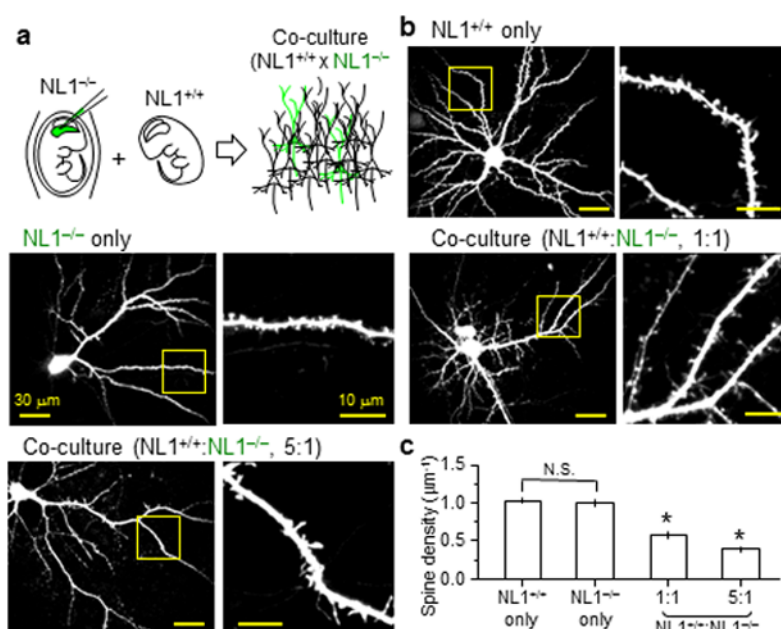 a
NL1⁻/⁻
NL1⁺/⁺
+
Co-culture
(NL1⁺/⁺ x NL1⁻/⁻
b
NL1⁺/⁺ only
NL1⁻/⁻ only
30 μm
10 μm
Co-culture (NL1⁺/⁺:NL1⁻/⁻, 1:1)
Co-culture (NL1⁺/⁺:NL1⁻/⁻, 5:1)
c
Spine density (μm⁻¹)
1.5
1.0
0.5
0.0
N.S.
*
*
NL1⁺/⁺
only
NL1⁻/⁻
only
1:1
5:1
NL1⁺/⁺:NL1⁻/⁻